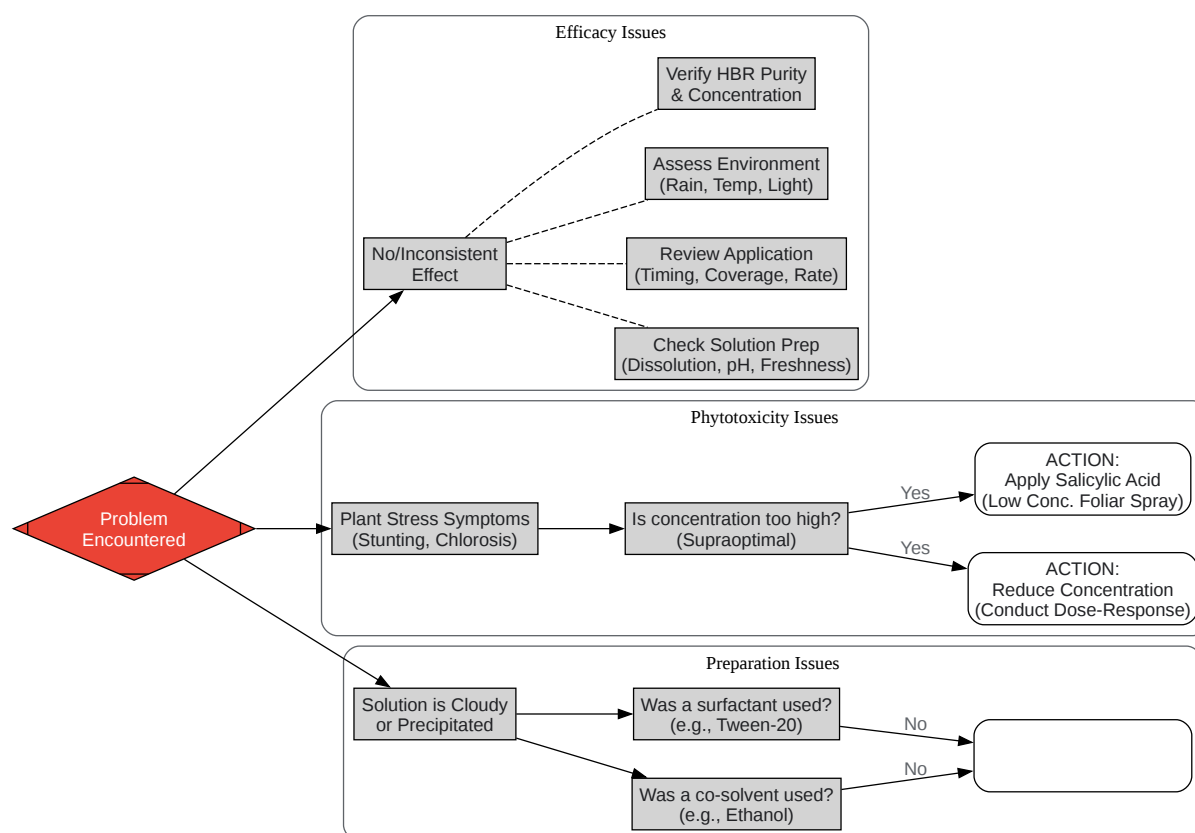 Efficacy Issues
Verify HBR Purity
& Concentration
Assess Environment
(Rain, Temp, Light)
No/Inconsistent
Effect
Review Application
(Timing, Coverage, Rate)
Check Solution Prep
(Dissolution, pH, Freshness)
Phytotoxicity Issues
Problem
Encountered
Plant Stress Symptoms
(Stunting, Chlorosis)
Is concentration too high?
(Supraoptimal)
Yes
ACTION:
Apply Salicylic Acid
(Low Conc. Foliar Spray)
Yes
ACTION:
Reduce Concentration
(Conduct Dose-Response)
Preparation Issues
Solution is Cloudy
or Precipitated
Was a surfactant used?
(e.g., Tween-20)
No
Was a co-solvent used?
(e.g., Ethanol)
No